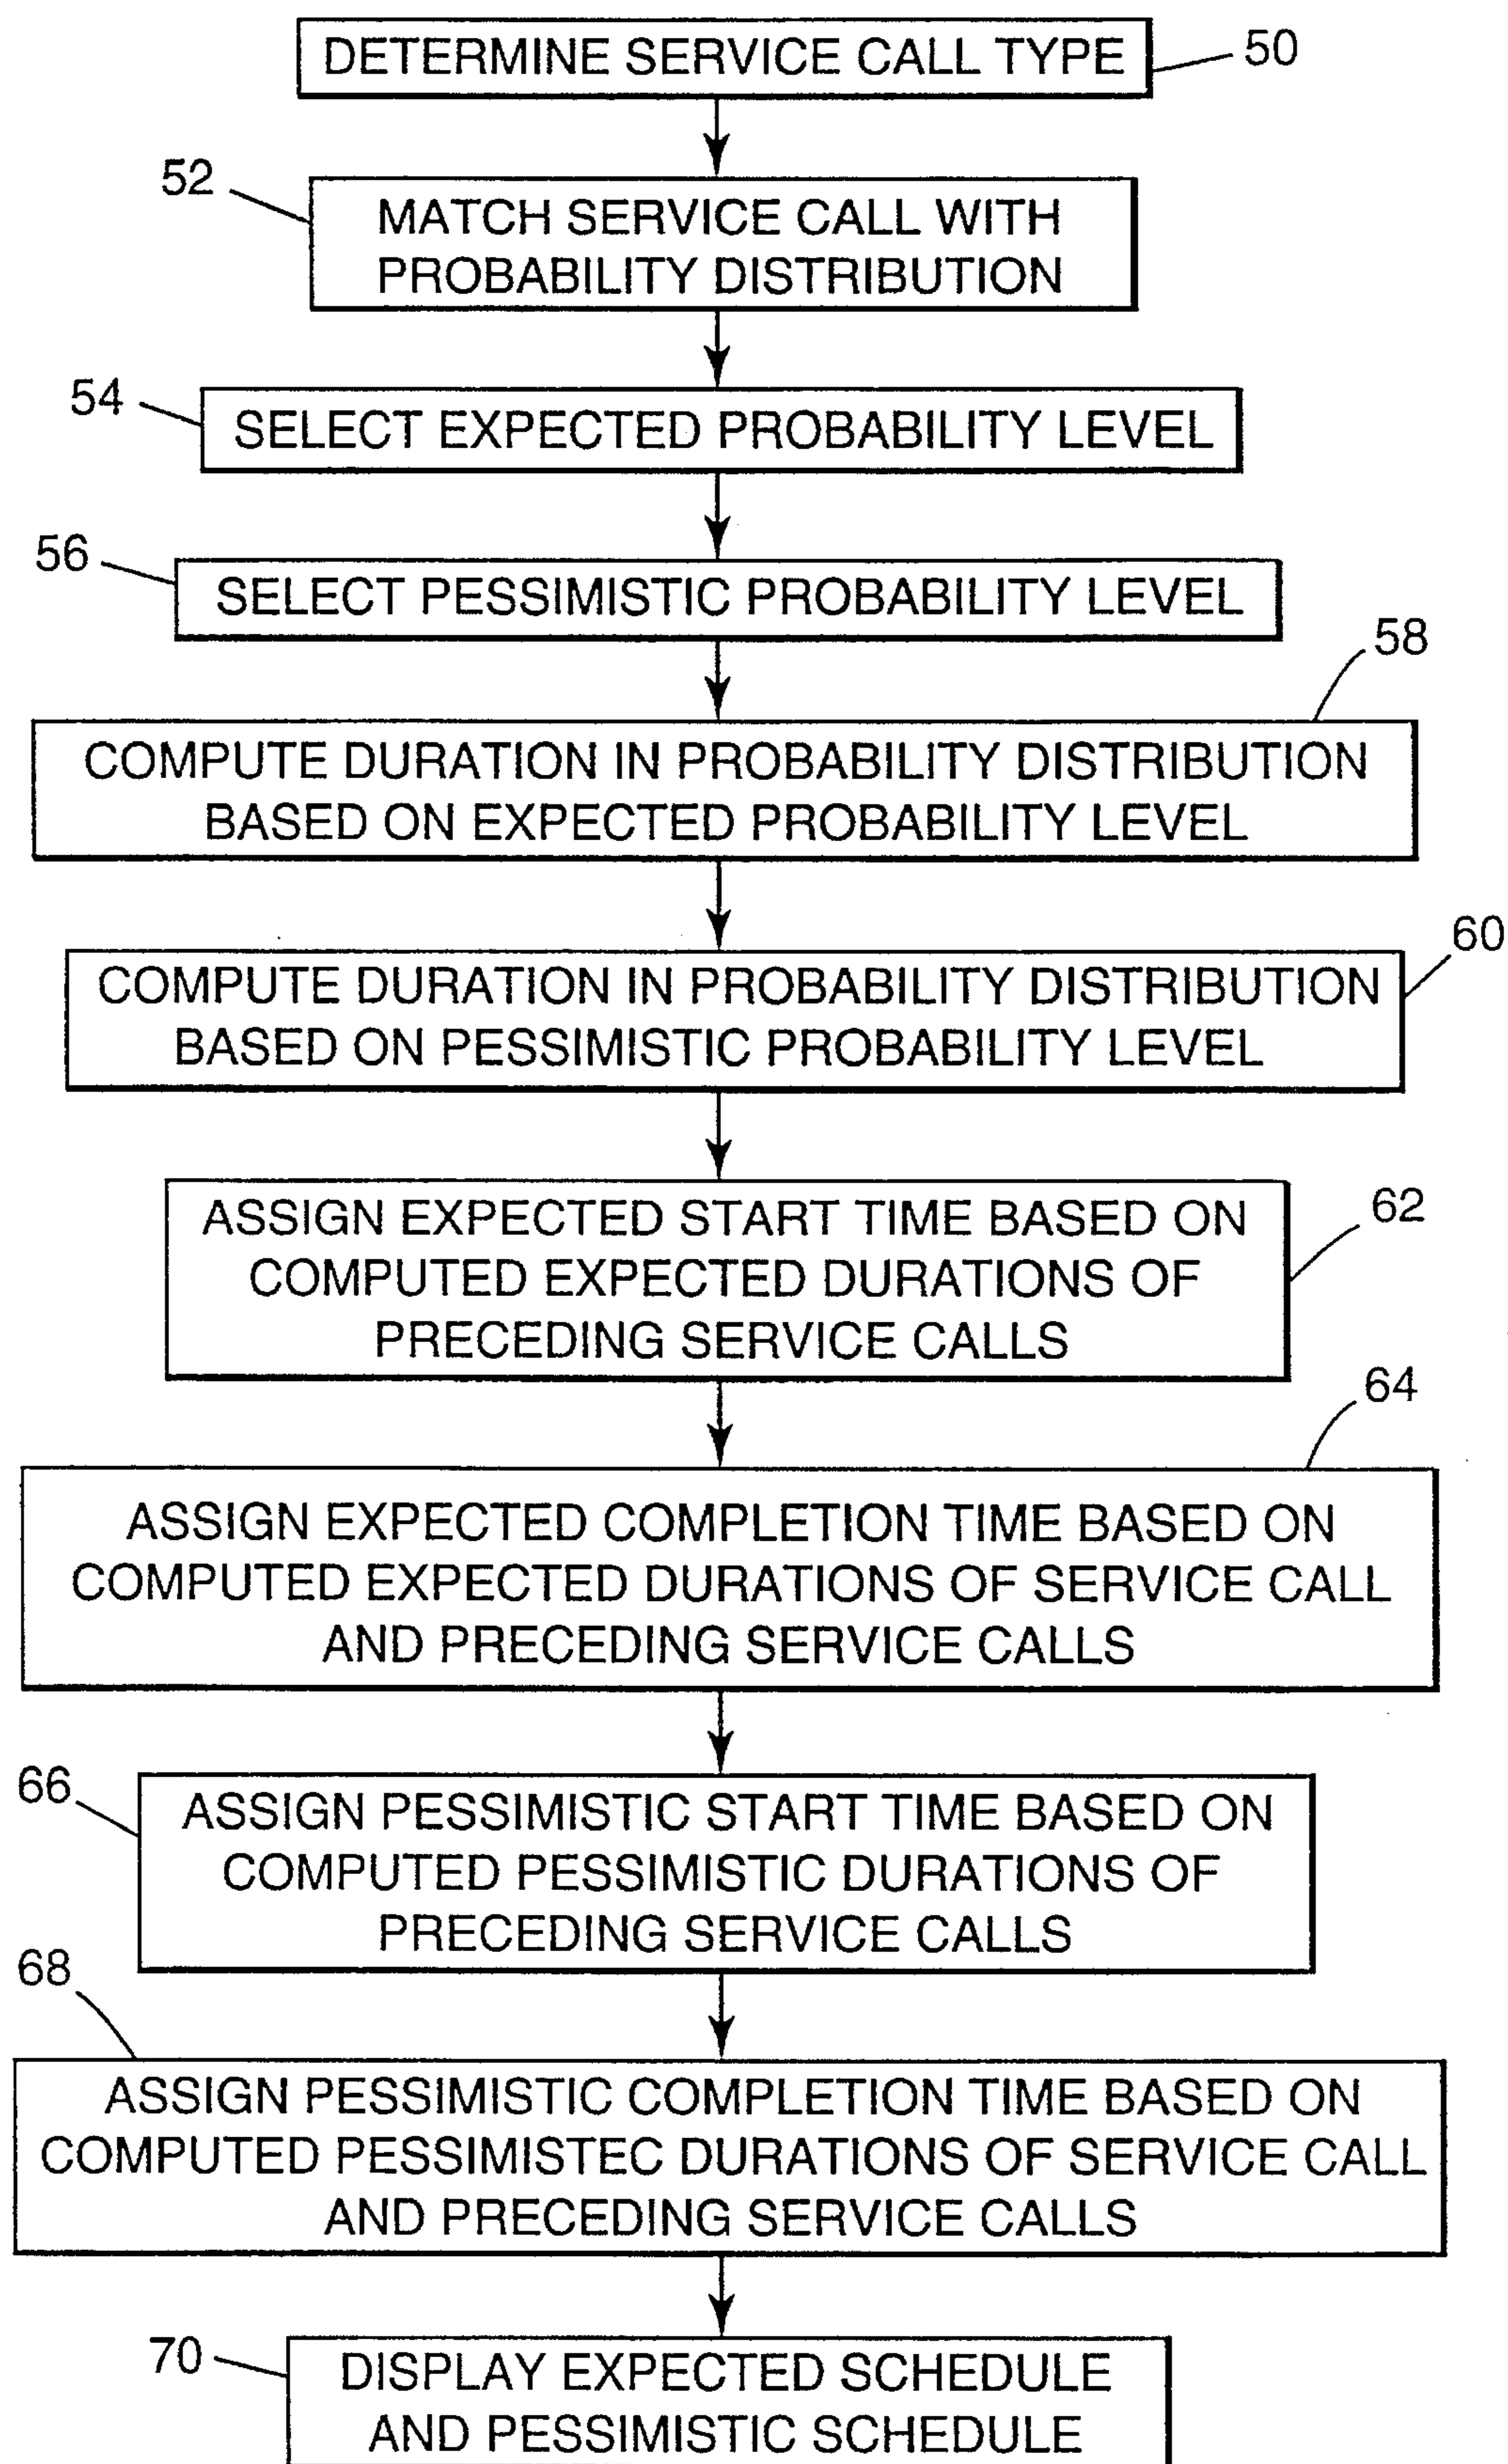 DETERMINE SERVICE CALL TYPE
50
52
MATCH SERVICE CALL WITH
PROBABILITY DISTRIBUTION
54
SELECT EXPECTED PROBABILITY LEVEL
56
SELECT PESSIMISTIC PROBABILITY LEVEL
58
COMPUTE DURATION IN PROBABILITY DISTRIBUTION
BASED ON EXPECTED PROBABILITY LEVEL
60
COMPUTE DURATION IN PROBABILITY DISTRIBUTION
BASED ON PESSIMISTIC PROBABILITY LEVEL
62
ASSIGN EXPECTED START TIME BASED ON
COMPUTED EXPECTED DURATIONS OF
PRECEDING SERVICE CALLS
64
ASSIGN EXPECTED COMPLETION TIME BASED ON
COMPUTED EXPECTED DURATIONS OF SERVICE CALL
AND PRECEDING SERVICE CALLS
66
ASSIGN PESSIMISTIC START TIME BASED ON
COMPUTED PESSIMISTIC DURATIONS OF
PRECEDING SERVICE CALLS
68
ASSIGN PESSIMISTIC COMPLETION TIME BASED ON
COMPUTED PESSIMISTEC DURATIONS OF SERVICE CALL
AND PRECEDING SERVICE CALLS
70
DISPLAY EXPECTED SCHEDULE
AND PESSIMISTIC SCHEDULE